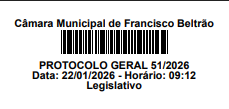 Câmara Municipal de Francisco Beltrão
PROTOCOLO GERAL 51/2026
Data: 22/01/2026 - Horário: 09:12
Legislativo